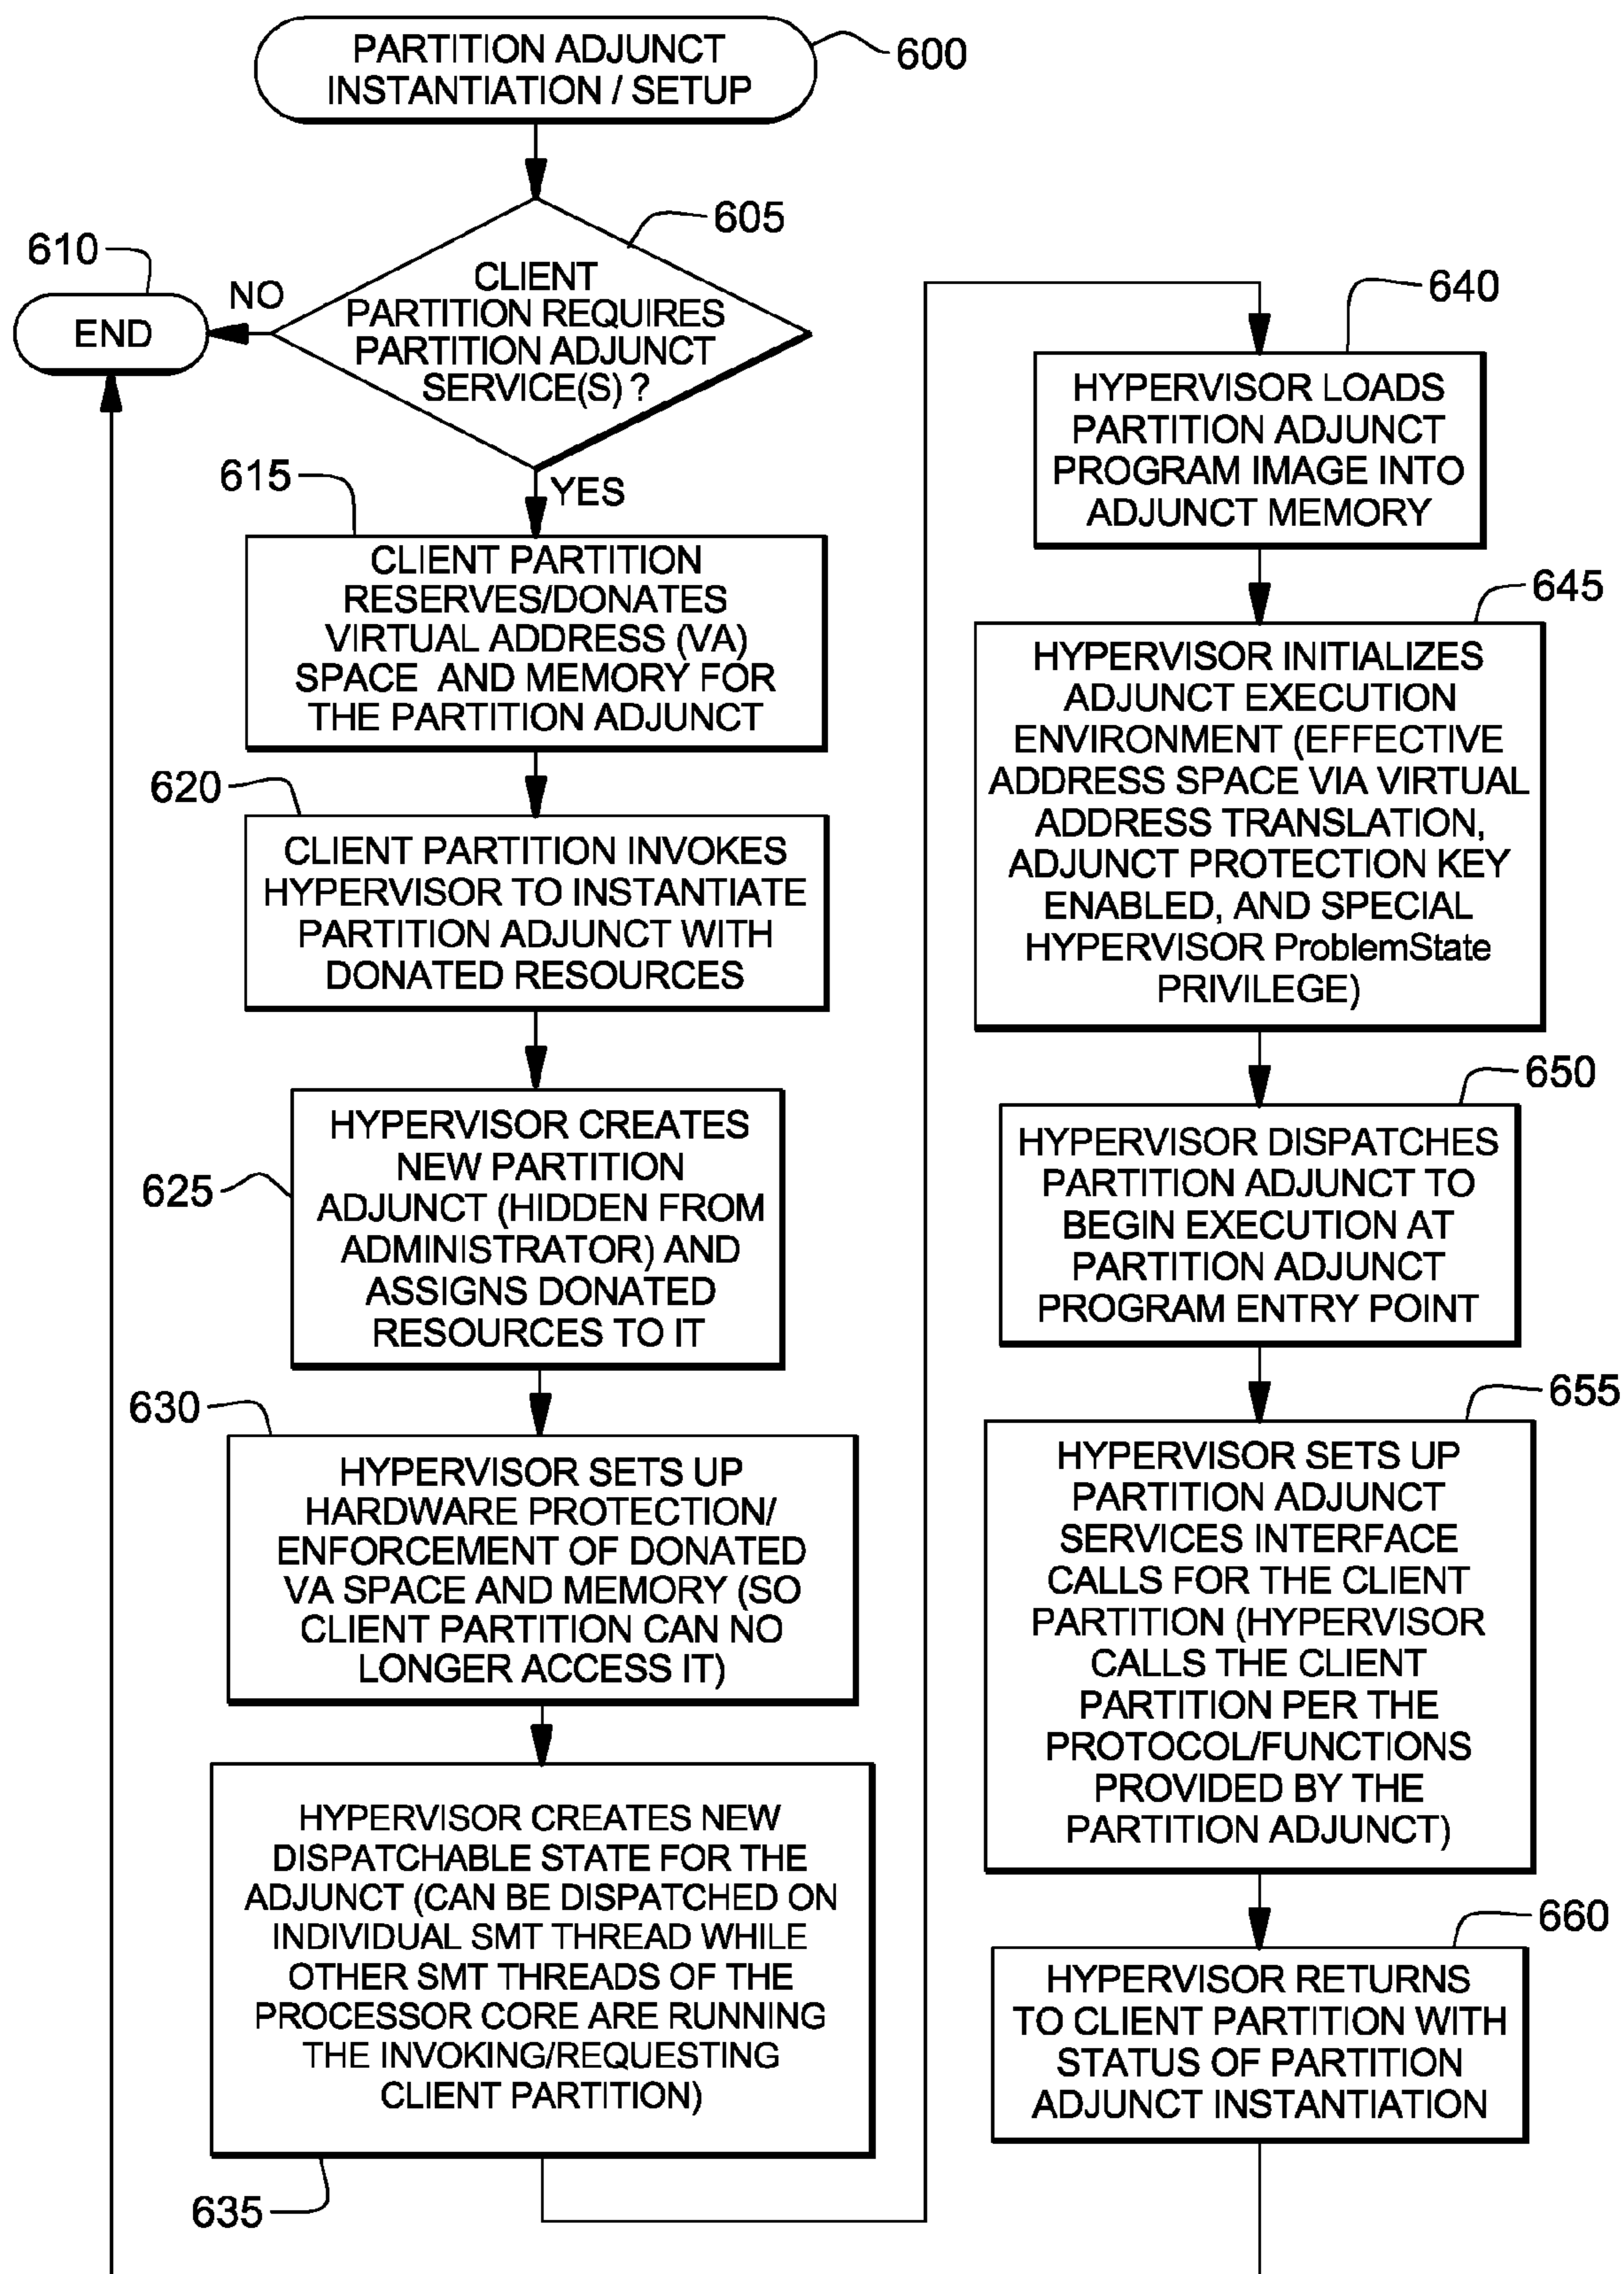 PARTITION ADJUNCT
INSTANTIATION / SETUP
600
605
CLIENT
PARTITION REQUIRES
PARTITION ADJUNCT
SERVICE(S) ?
NO
610
END
YES
615
CLIENT PARTITION
RESERVES/DONATES
VIRTUAL ADDRESS (VA)
SPACE AND MEMORY FOR
THE PARTITION ADJUNCT
620
CLIENT PARTITION INVOKES
HYPERVISOR TO INSTANTIATE
PARTITION ADJUNCT WITH
DONATED RESOURCES
625
HYPERVISOR CREATES
NEW PARTITION
ADJUNCT (HIDDEN FROM
ADMINISTRATOR) AND
ASSIGNS DONATED
RESOURCES TO IT
630
HYPERVISOR SETS UP
HARDWARE PROTECTION/
ENFORCEMENT OF DONATED
VA SPACE AND MEMORY (SO
CLIENT PARTITION CAN NO
LONGER ACCESS IT)
HYPERVISOR CREATES NEW
DISPATCHABLE STATE FOR THE
ADJUNCT (CAN BE DISPATCHED ON
INDIVIDUAL SMT THREAD WHILE
OTHER SMT THREADS OF THE
PROCESSOR CORE ARE RUNNING
THE INVOKING/REQUESTING
CLIENT PARTITION)
635
640
HYPERVISOR LOADS
PARTITION ADJUNCT
PROGRAM IMAGE INTO
ADJUNCT MEMORY
645
HYPERVISOR INITIALIZES
ADJUNCT EXECUTION
ENVIRONMENT (EFFECTIVE
ADDRESS SPACE VIA VIRTUAL
ADDRESS TRANSLATION,
ADJUNCT PROTECTION KEY
ENABLED, AND SPECIAL
HYPERVISOR ProblemState
PRIVILEGE)
650
HYPERVISOR DISPATCHES
PARTITION ADJUNCT TO
BEGIN EXECUTION AT
PARTITION ADJUNCT
PROGRAM ENTRY POINT
655
HYPERVISOR SETS UP
PARTITION ADJUNCT
SERVICES INTERFACE
CALLS FOR THE CLIENT
PARTITION (HYPERVISOR
CALLS THE CLIENT
PARTITION PER THE
PROTOCOL/FUNCTIONS
PROVIDED BY THE
PARTITION ADJUNCT)
660
HYPERVISOR RETURNS
TO CLIENT PARTITION WITH
STATUS OF PARTITION
ADJUNCT INSTANTIATION